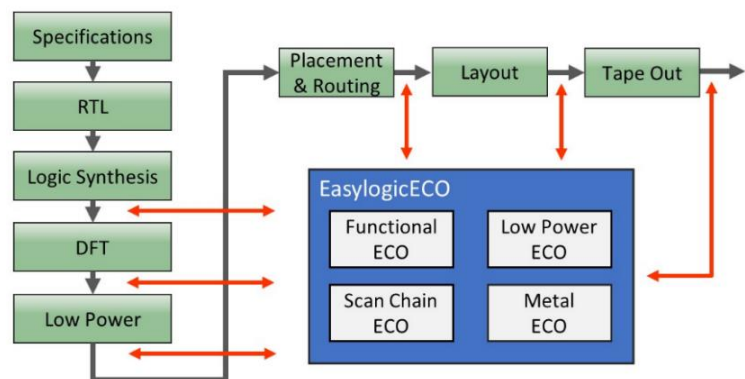 Specifications
RTL
Logic Synthesis
DFT
Low Power
Placement
& Routing
Layout
Tape Out
EasylogicECO
Functional
ECO
Low Power
ECO
Scan Chain
ECO
Metal
ECO